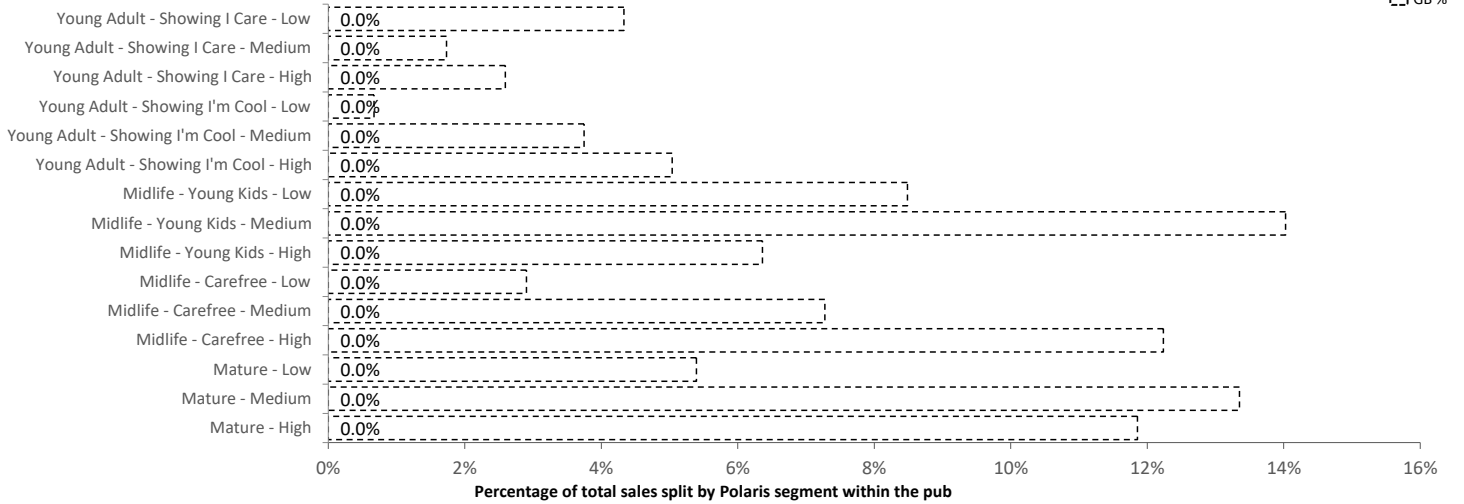 GB %
Young Adult - Showing I Care - Low 0.0%
Young Adult - Showing I Care - Medium 0.0%
Young Adult - Showing I Care - High 0.0%
Young Adult - Showing I'm Cool - Low 0.0%
Young Adult - Showing I'm Cool - Medium 0.0%
Young Adult - Showing I'm Cool - High 0.0%
Midlife - Young Kids - Low 0.0%
Midlife - Young Kids - Medium 0.0%
Midlife - Young Kids - High 0.0%
Midlife - Carefree - Low 0.0%
Midlife - Carefree - Medium 0.0%
Midlife - Carefree - High 0.0%
Mature - Low 0.0%
Mature - Medium 0.0%
Mature - High 0.0%
0% 2% 4% 6% 8% 10% 12% 14% 16%
Percentage of total sales split by Polaris segment within the pub